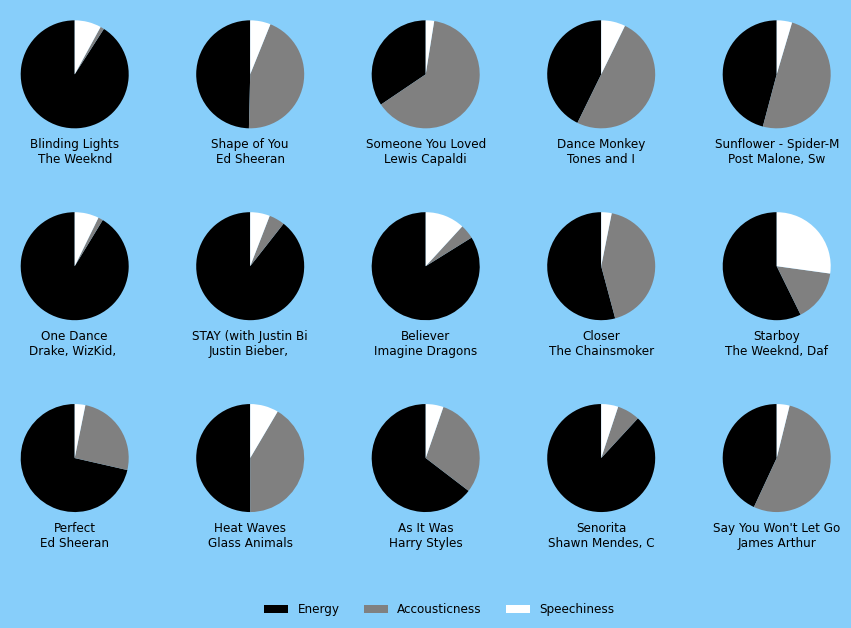 Blinding Lights
The Weeknd
Shape of You
Ed Sheeran
Someone You Loved
Lewis Capaldi
Dance Monkey
Tones and I
Sunflower - Spider-M
Post Malone, Sw
One Dance
Drake, WizKid,
STAY (with Justin Bi
Justin Bieber,
Believer
Imagine Dragons
Closer
The Chainsmoker
Starboy
The Weeknd, Daf
Perfect
Ed Sheeran
Heat Waves
Glass Animals
As It Was
Harry Styles
Senorita
Shawn Mendes, C
Say You Won't Let Go
James Arthur
Energy Accousticness Speechiness